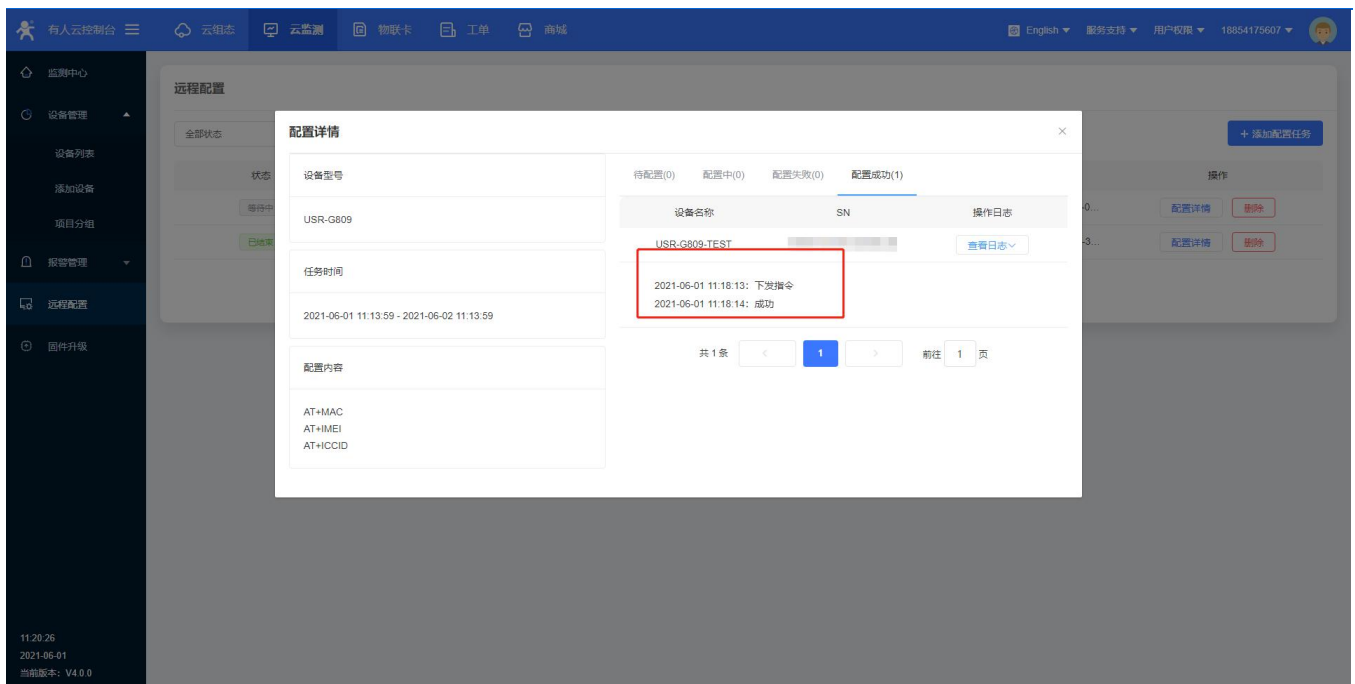 有人云控制台
云组态
云监测
物联卡
工单
商城
English
服务支持
用户权限
18854175607
监测中心
设备管理
设备列表
添加设备
项目分组
报警管理
远程配置
固件升级
11:20:26
2021-06-01
当前版本：V4.0.0
远程配置
全部状态
+ 添加配置任务
状态
操作
等待中
-0...
配置详情
删除
已结束
-3...
配置详情
删除
配置详情
设备型号
USR-G809
任务时间
2021-06-01 11:13:59 - 2021-06-02 11:13:59
配置内容
AT+MAC
AT+IMEI
AT+ICCID
待配置(0) 配置中(0) 配置失败(0) 配置成功(1)
设备名称 SN 操作日志
USR-G809-TEST 查看日志
2021-06-01 11:18:13：下发指令
2021-06-01 11:18:14：成功
共 1 条 < 1 > 前往 1 页